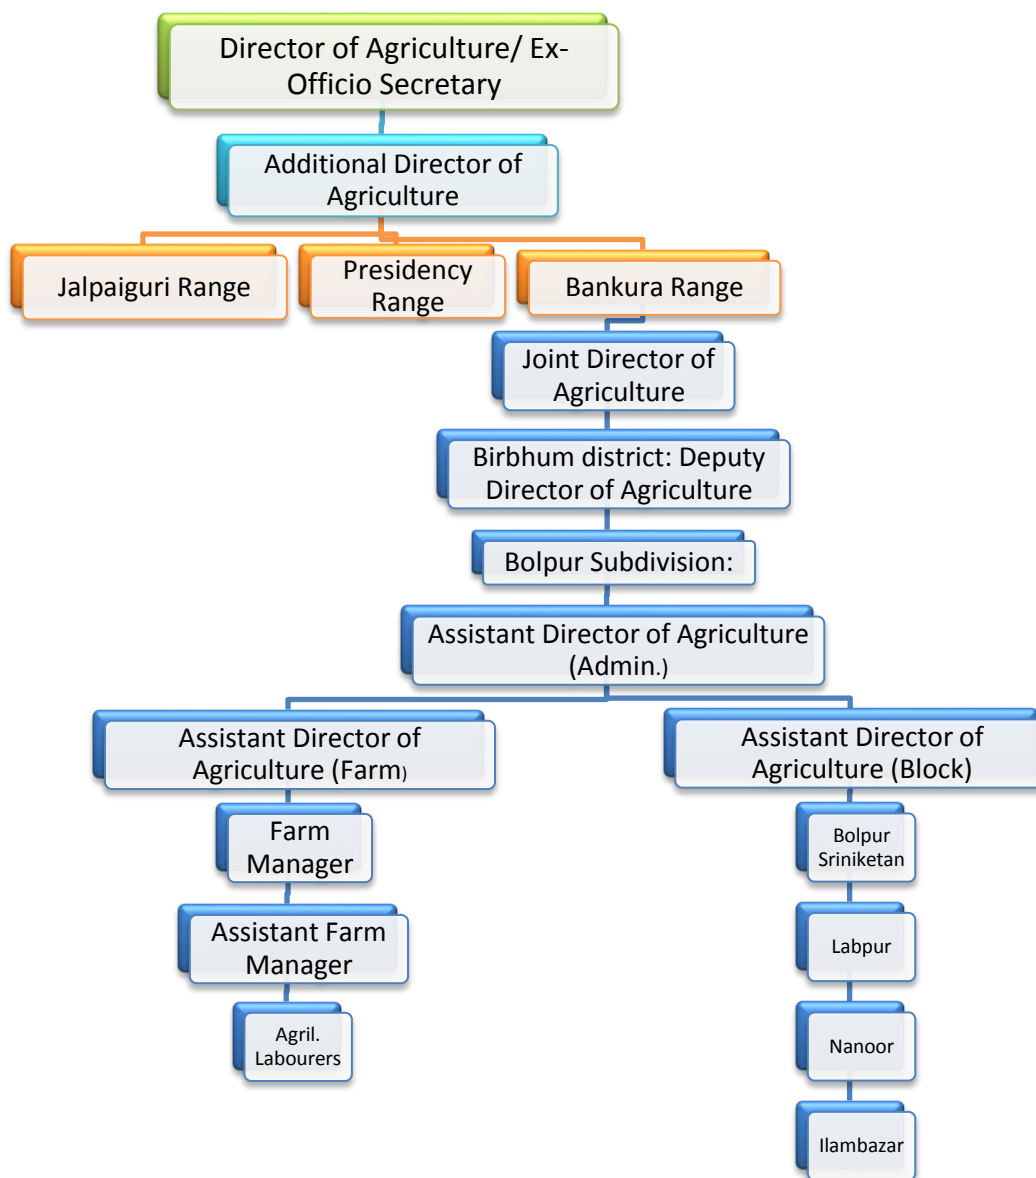 Director of Agriculture/ Ex-
Officio Secretary
Additional Director of
Agriculture
Jalpaiguri Range
Presidency
Range
Bankura Range
Joint Director of
Agriculture
Birbhum district: Deputy
Director of Agriculture
Bolpur Subdivision:
Assistant Director of Agriculture
(Admin.)
Assistant Director of
Agriculture (Farm)
Farm
Manager
Assistant Farm
Manager
Agril.
Labourers
Assistant Director of
Agriculture (Block)
Bolpur
Sriniketan
Labpur
Nanoor
Ilambazar